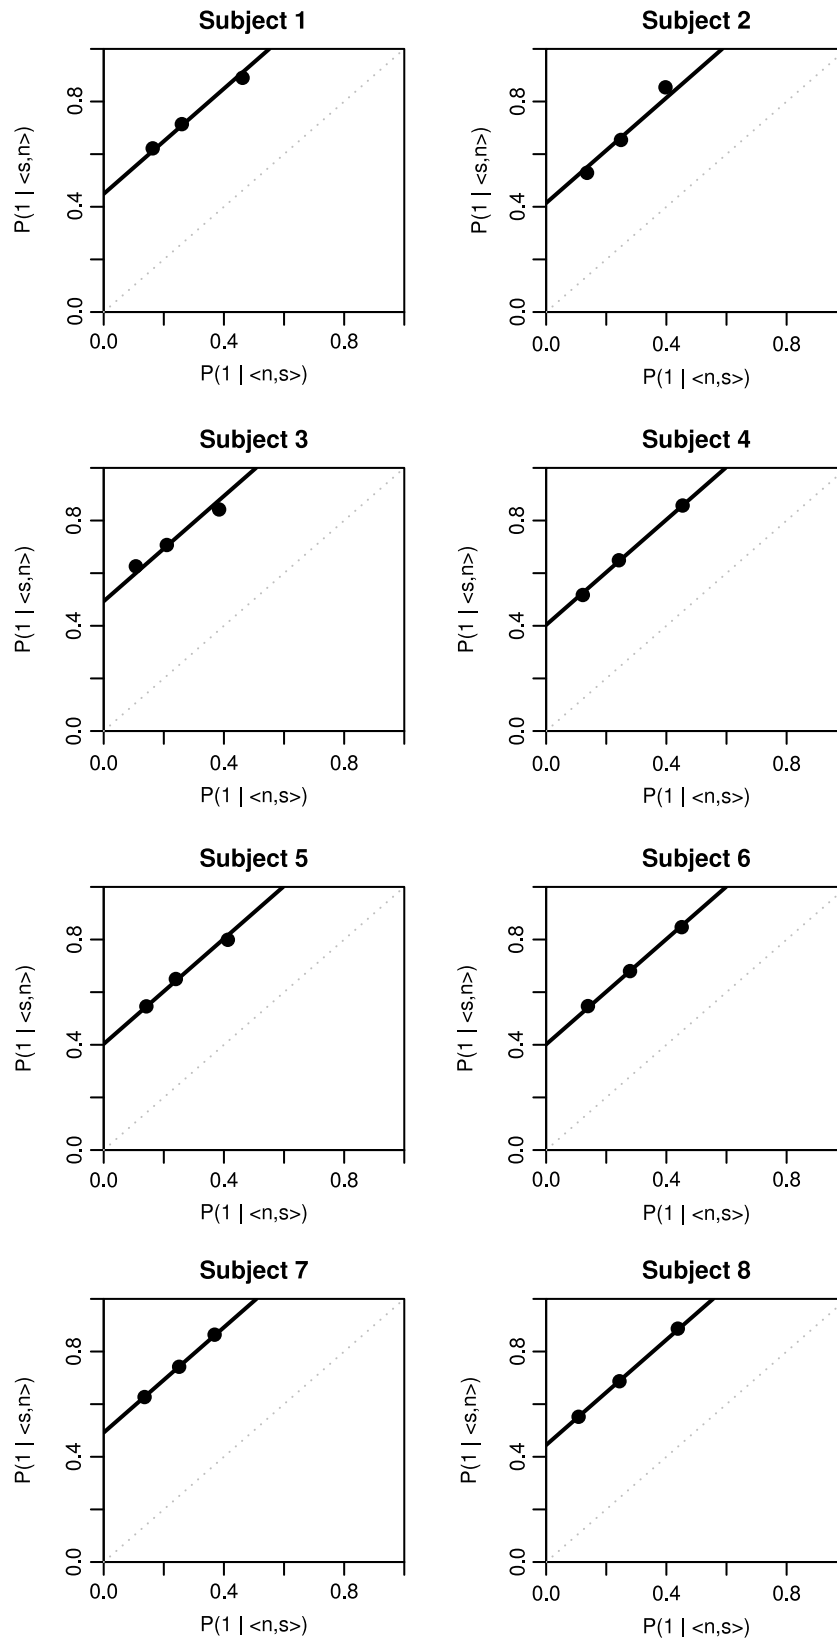 Subject 1
P(1 | <s,n>)
0.0 0.4 0.8
0.0 0.4 0.8
P(1 | <n,s>)
Subject 2
P(1 | <s,n>)
0.0 0.4 0.8
0.0 0.4 0.8
P(1 | <n,s>)
Subject 3
P(1 | <s,n>)
0.0 0.4 0.8
0.0 0.4 0.8
P(1 | <n,s>)
Subject 4
P(1 | <s,n>)
0.0 0.4 0.8
0.0 0.4 0.8
P(1 | <n,s>)
Subject 5
P(1 | <s,n>)
0.0 0.4 0.8
0.0 0.4 0.8
P(1 | <n,s>)
Subject 6
P(1 | <s,n>)
0.0 0.4 0.8
0.0 0.4 0.8
P(1 | <n,s>)
Subject 7
P(1 | <s,n>)
0.0 0.4 0.8
0.0 0.4 0.8
P(1 | <n,s>)
Subject 8
P(1 | <s,n>)
0.0 0.4 0.8
0.0 0.4 0.8
P(1 | <n,s>)